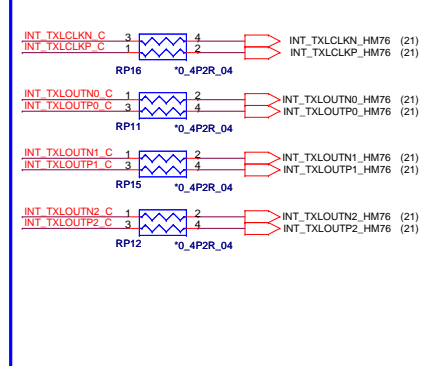 INT_TXLCLKN_C 3 4 INT_TXLCLKN_HM76 (21)
INT_TXLCLKP_C 1 2 INT_TXLCLKP_HM76 (21)
RP16 *0_4P2R_04
INT_TXLOUTN0_C 1 2 INT_TXLOUTN0_HM76 (21)
INT_TXLOUTP0_C 3 4 INT_TXLOUTP0_HM76 (21)
RP11 *0_4P2R_04
INT_TXLOUTN1_C 1 2 INT_TXLOUTN1_HM76 (21)
INT_TXLOUTP1_C 3 4 INT_TXLOUTP1_HM76 (21)
RP15 *0_4P2R_04
INT_TXLOUTN2_C 1 2 INT_TXLOUTN2_HM76 (21)
INT_TXLOUTP2_C 3 4 INT_TXLOUTP2_HM76 (21)
RP12 *0_4P2R_04